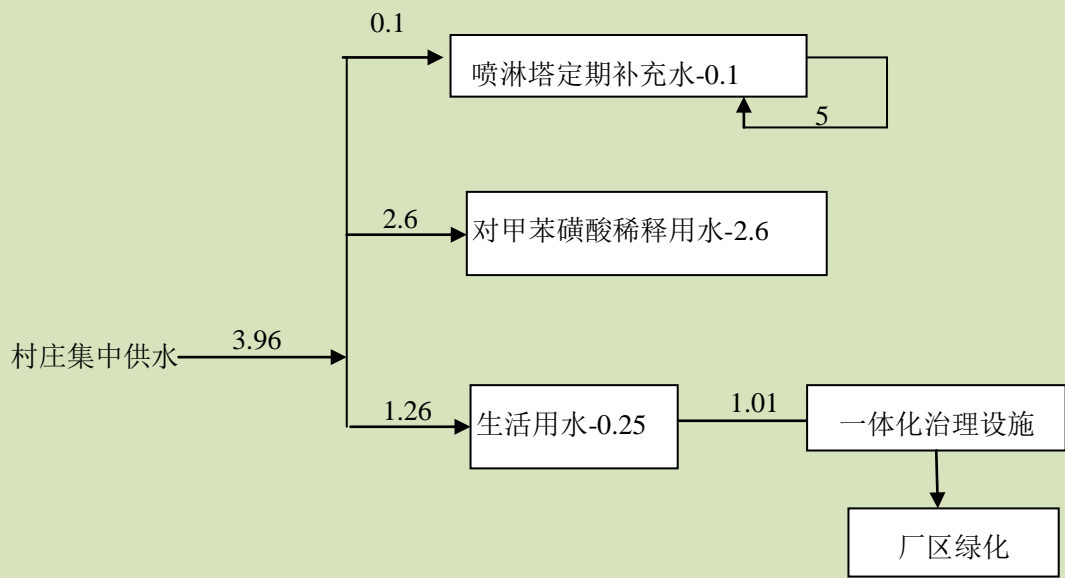 0.1
喷淋塔定期补充水-0.1
5
2.6
对甲苯磺酸稀释用水-2.6
村庄集中供水
3.96
1.26
生活用水-0.25
1.01
一体化治理设施
厂区绿化